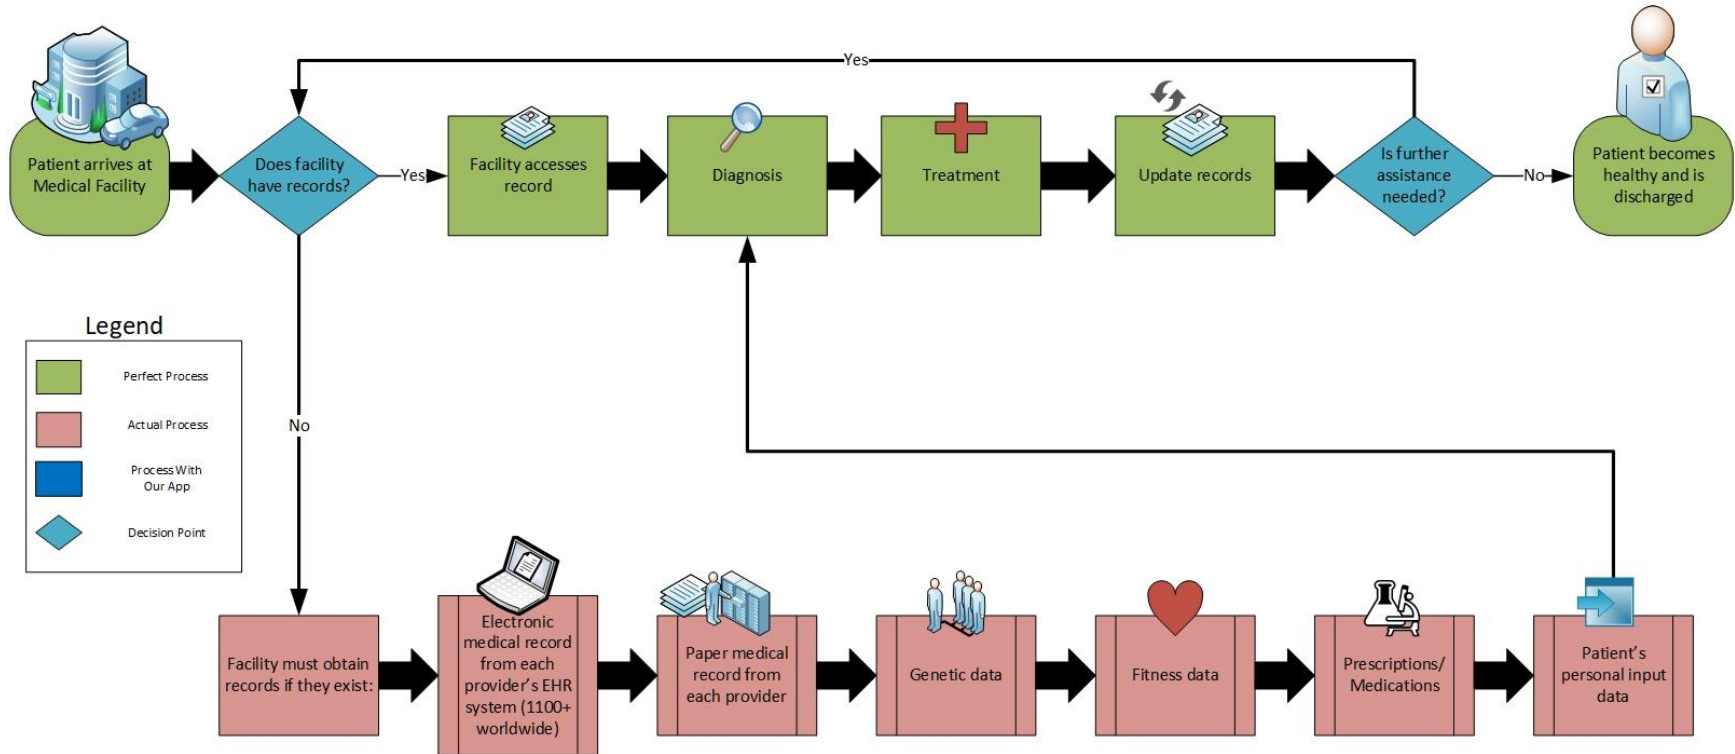 Yes
Patient arrives at
Medical Facility
Does facility
have records?
Yes
Facility accesses
record
Diagnosis
Treatment
Update records
Is further
assistance
needed?
No
Patient becomes
healthy and is
discharged
Legend
Perfect Process
Actual Process
Process With
Our App
Decision Point
No
Facility must obtain
records if they exist:
Electronic
medical record
from each
provider's EHR
system (1100+
worldwide)
Paper medical
record from
each provider
Genetic data
Fitness data
Prescriptions/
Medications
Patient's
personal input
data